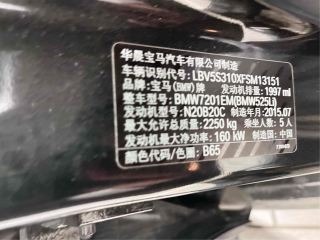 华晨宝马汽车有限公司制造
车辆识别代号:LBV5S310XFSM13151
品牌:宝马(BMW)牌 发动机排量:1997 ml
整车型号:BMW7201EM(BMW525Li)
发动机型号:N20B20C 制造年月:2015.07
最大允许总质量:2250 kg 乘坐人数:5 人
发动机最大净功率:160 kW 制造国:中国
颜色代码/色圈:B65